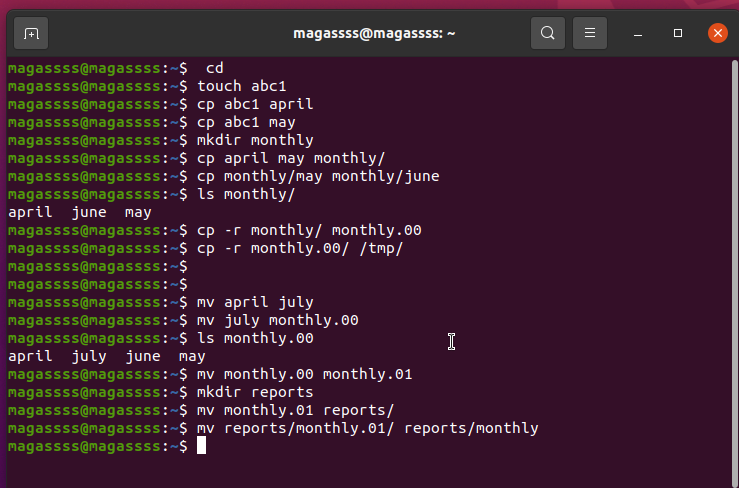 magassss@magassss: ~
magassss@magassss:~$  cd
magassss@magassss:~$ touch abc1
magassss@magassss:~$ cp abc1 april
magassss@magassss:~$ cp abc1 may
magassss@magassss:~$ mkdir monthly
magassss@magassss:~$ cp april may monthly/
magassss@magassss:~$ cp monthly/may monthly/june
magassss@magassss:~$ ls monthly/
april  june  may
magassss@magassss:~$ cp -r monthly/ monthly.00
magassss@magassss:~$ cp -r monthly.00/ /tmp/
magassss@magassss:~$
magassss@magassss:~$
magassss@magassss:~$ mv april july
magassss@magassss:~$ mv july monthly.00
magassss@magassss:~$ ls monthly.00
april  july  june  may
magassss@magassss:~$ mv monthly.00 monthly.01
magassss@magassss:~$ mkdir reports
magassss@magassss:~$ mv monthly.01 reports/
magassss@magassss:~$ mv reports/monthly.01/ reports/monthly
magassss@magassss:~$